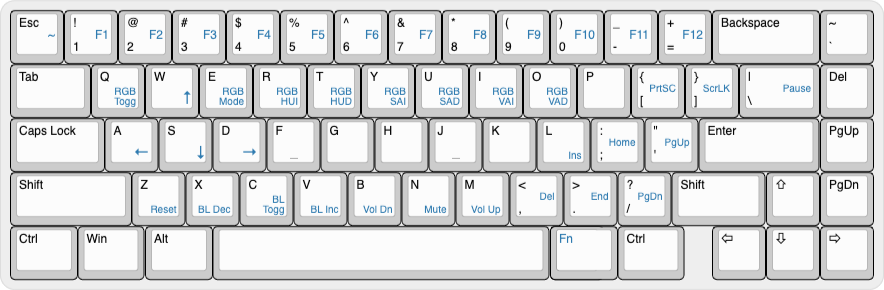 Esc ~ ! 1 F1 @ 2 F2 # 3 F3 $ 4 F4 % 5 F5 ^ 6 F6 & 7 F7 * 8 F8 ( 9 F9 ) 0 F10 _ - F11 + = F12 Backspace ~ `
Tab Q RGB Togg W ↑ E RGB Mode R RGB HUI T RGB HUD Y RGB SAI U RGB SAD I RGB VAI O RGB VAD P { [ PrtSC } ] ScrLK | \ Pause Del
Caps Lock A ← S ↓ D → F _ G H J _ K L Ins : ; Home " ' PgUp Enter PgUp
Shift Z Reset X BL Dec C BL Togg V BL Inc B Vol Dn N Mute M Vol Up < , Del > . End ? / PgDn Shift ⇧ PgDn
Ctrl Win Alt Fn Ctrl ⇦ ⇩ ⇨